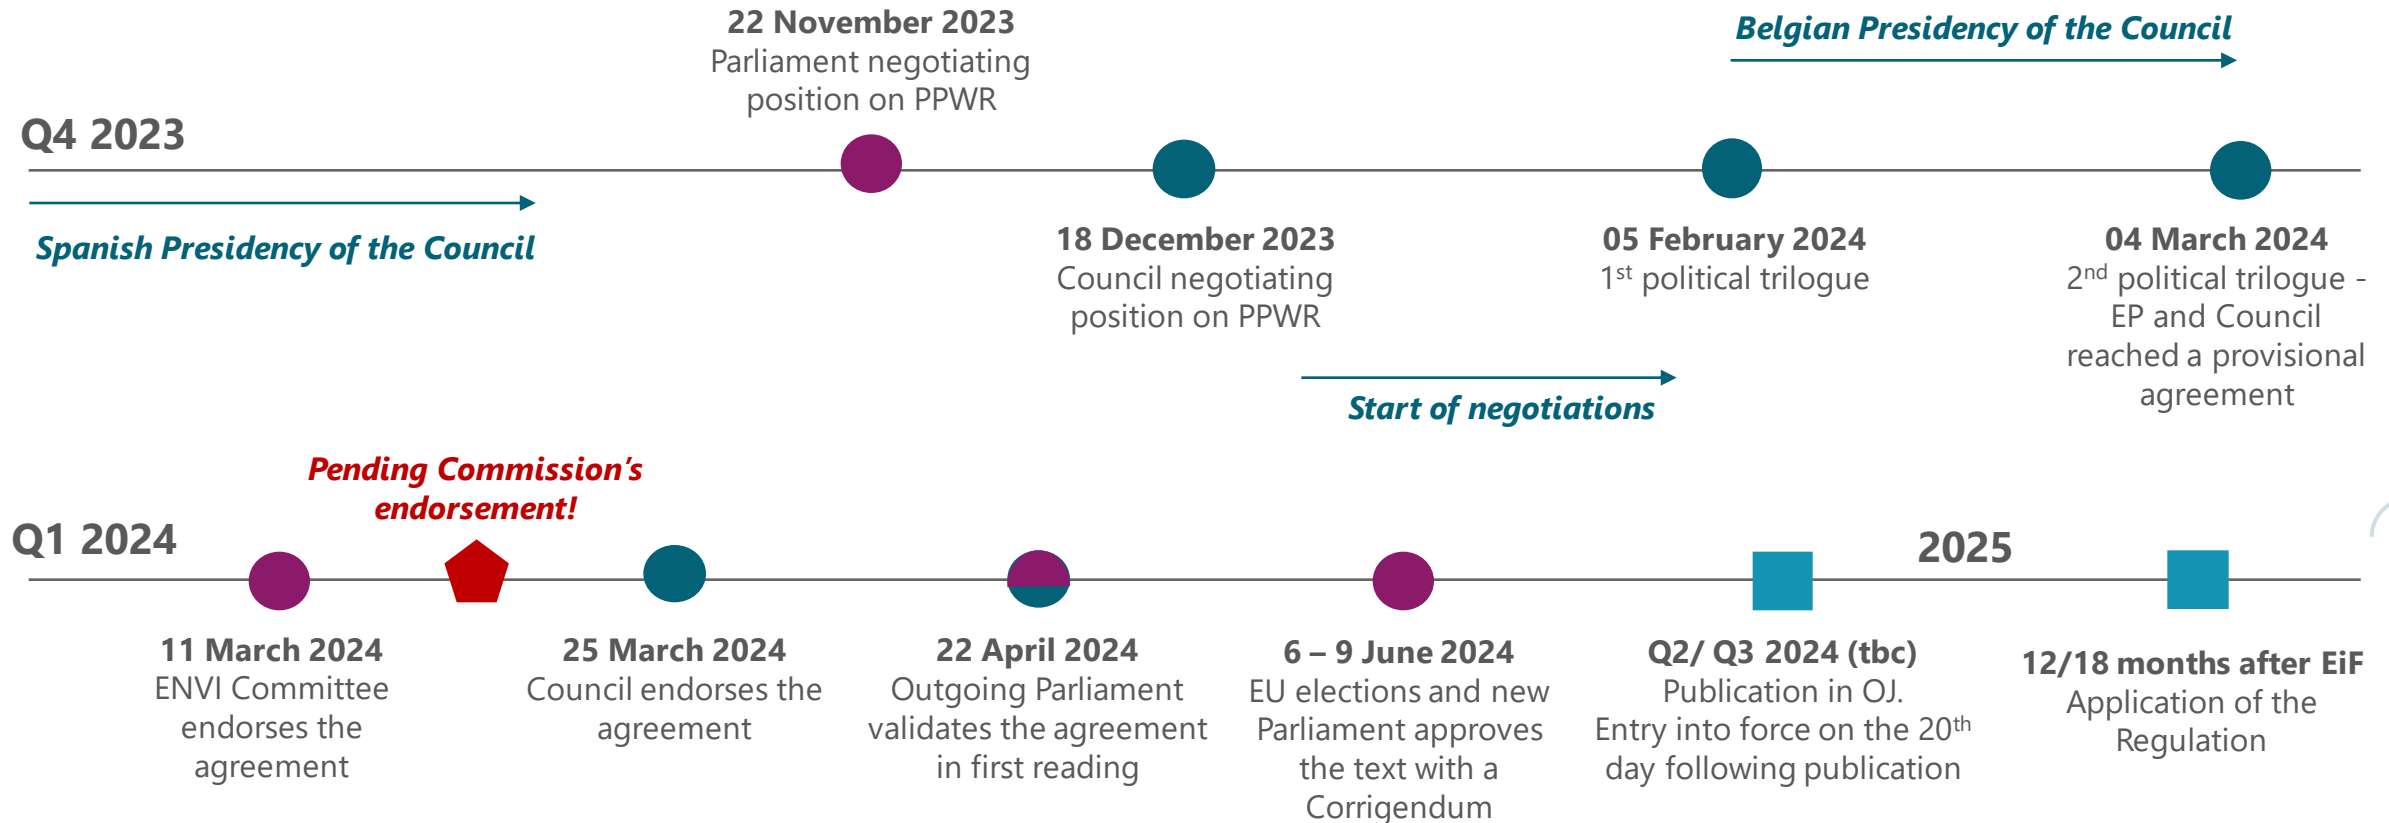 22 November 2023
Parliament negotiating
position on PPWR
Belgian Presidency of the Council
Q4 2023
Spanish Presidency of the Council
18 December 2023
Council negotiating
position on PPWR
05 February 2024
1st political trilogue
04 March 2024
2nd political trilogue -
EP and Council
reached a provisional
agreement
Start of negotiations
Pending Commission’s
endorsement!
Q1 2024
2025
11 March 2024
ENVI Committee
endorses the
agreement
25 March 2024
Council endorses the
agreement
22 April 2024
Outgoing Parliament
validates the agreement
in first reading
6 – 9 June 2024
EU elections and new
Parliament approves
the text with a
Corrigendum
Q2/ Q3 2024 (tbc)
Publication in OJ.
Entry into force on the 20th
day following publication
12/18 months after EiF
Application of the
Regulation